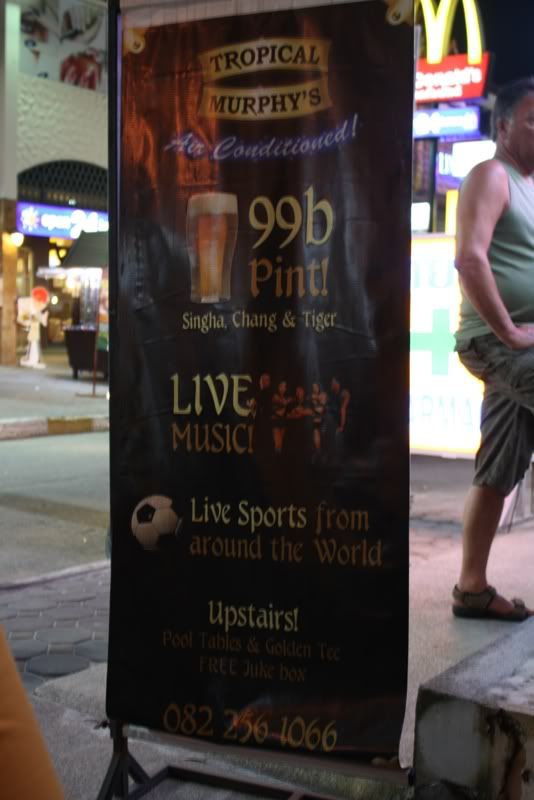 TROPICAL
MURPHY'S
Air Conditioned!
99b
Pint!
Singha, Chang & Tiger
LIVE
MUSIC!
Live Sports from
around the World
Upstairs!
Pool Tables & Golden Tee
FREE Juke box
082 256 1066